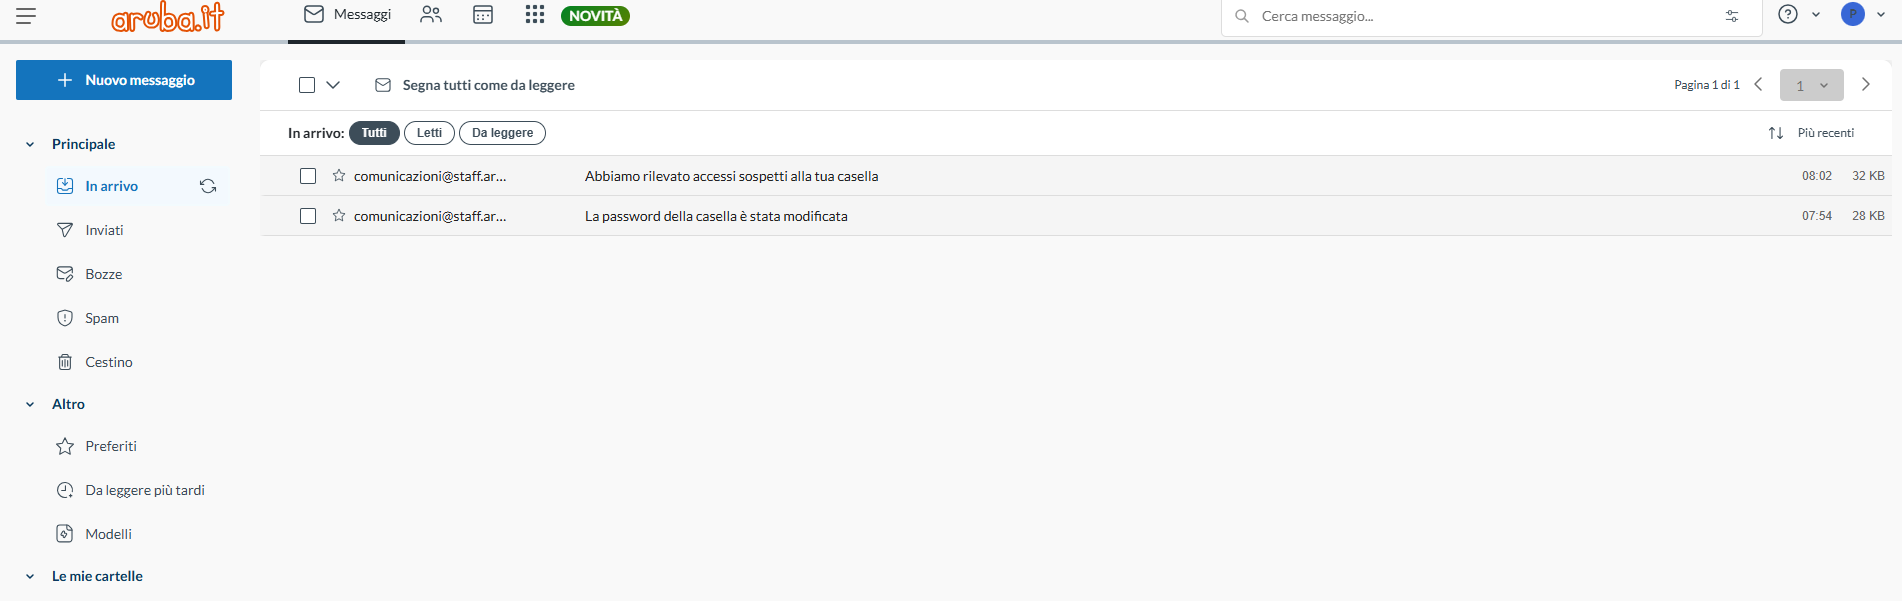 aruba.it
Messaggi
NOVITÀ
Cerca messaggio...
P
Nuovo messaggio
Segna tutti come da leggere
Pagina 1 di 1
1
Principale
In arrivo: Tutti Letti Da leggere
Più recenti
In arrivo
comunicazioni@staff.ar... Abbiamo rilevato accessi sospetti alla tua casella 08:02 32 KB
comunicazioni@staff.ar... La password della casella è stata modificata 07:54 28 KB
Inviati
Bozze
Spam
Cestino
Altro
Preferiti
Da leggere più tardi
Modelli
Le mie cartelle